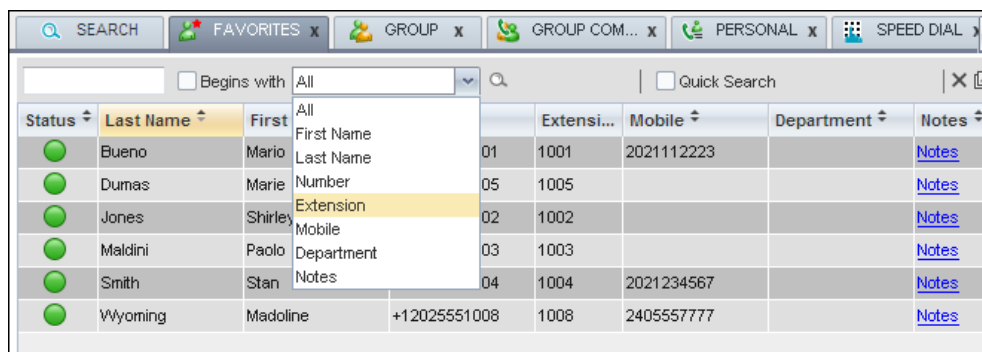 SEARCH FAVORITES x GROUP x GROUP COM... x PERSONAL x SPEED DIAL x
Begins with All Quick Search
Status Last Name First Extensi... Mobile Department Notes
All
First Name
Last Name
Number
Extension
Mobile
Department
Notes
Bueno Mario 01 1001 2021112223 Notes
Dumas Marie 05 1005 Notes
Jones Shirley 02 1002 Notes
Maldini Paolo 03 1003 Notes
Smith Stan 04 1004 2021234567 Notes
Wyoming Madoline +12025551008 1008 2405557777 Notes